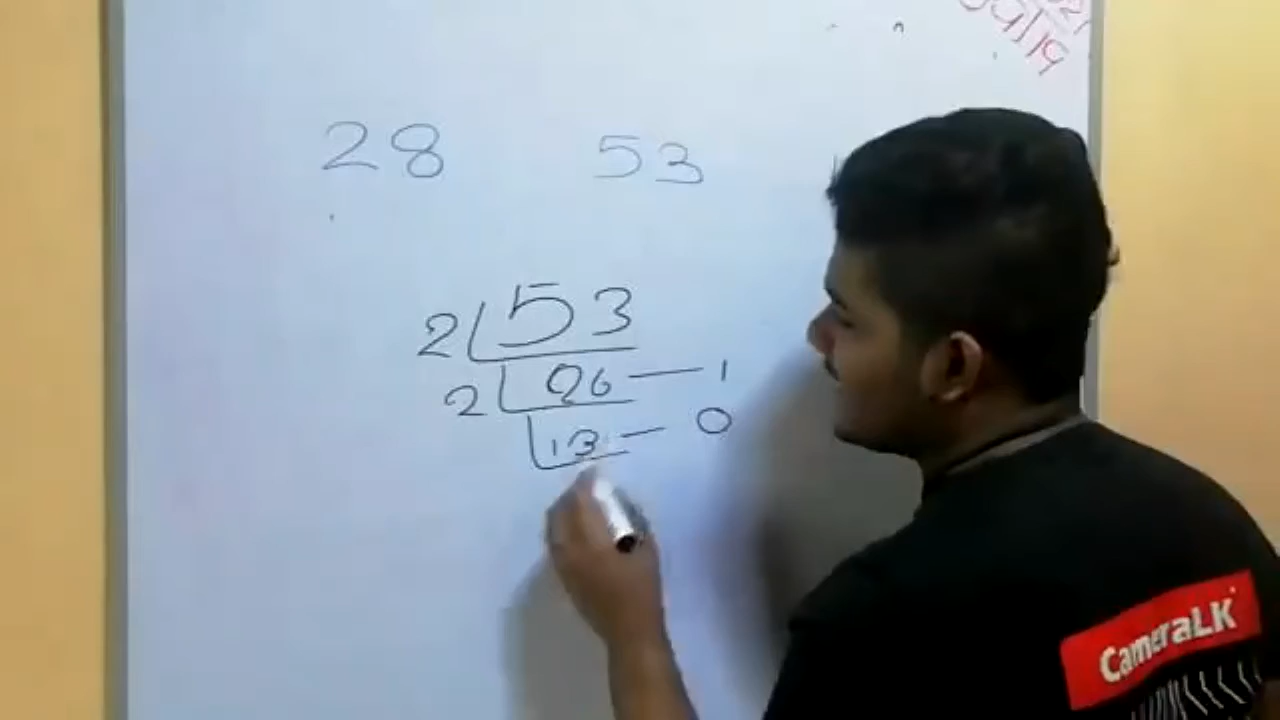 28 53
2 53
2 26 — 1
13 — 0
CameraLK